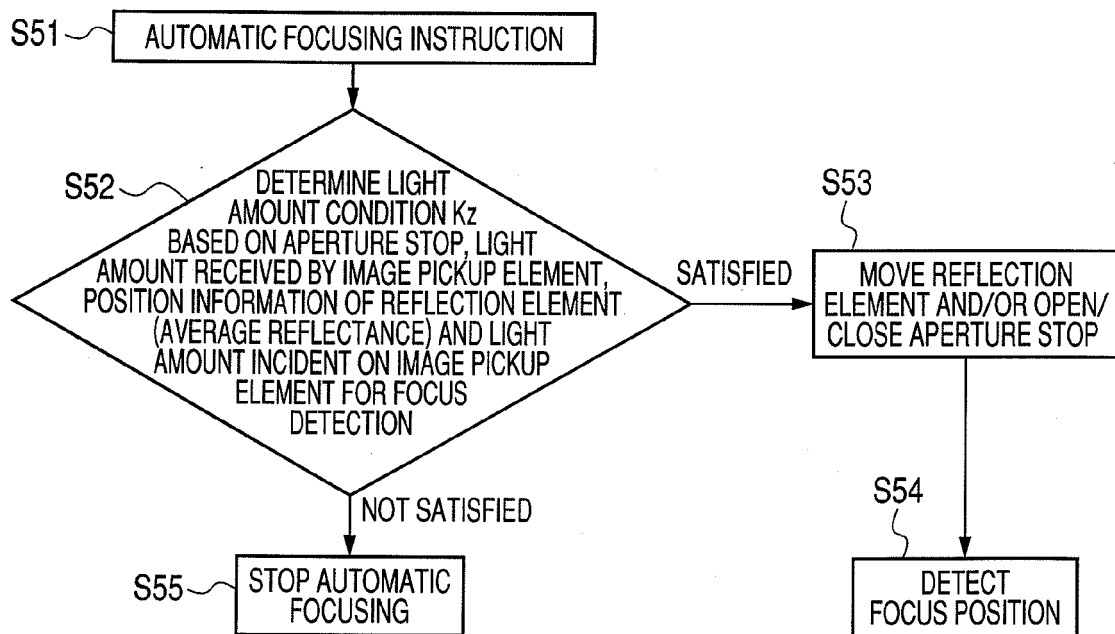 S51
AUTOMATIC FOCUSING INSTRUCTION
S52
DETERMINE LIGHT
AMOUNT CONDITION Kz
BASED ON APERTURE STOP, LIGHT
AMOUNT RECEIVED BY IMAGE PICKUP ELEMENT,
POSITION INFORMATION OF REFLECTION ELEMENT
(AVERAGE REFLECTANCE) AND LIGHT
AMOUNT INCIDENT ON IMAGE PICKUP
ELEMENT FOR FOCUS
DETECTION
SATISFIED
S53
MOVE REFLECTION
ELEMENT AND/OR OPEN/
CLOSE APERTURE STOP
NOT SATISFIED
S54
DETECT
FOCUS POSITION
S55
STOP AUTOMATIC
FOCUSING